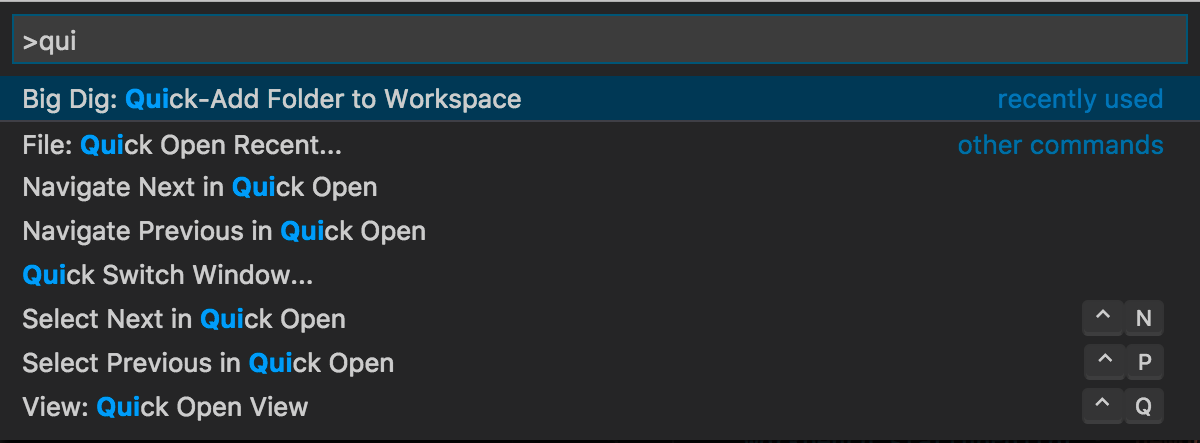 >qui
Big Dig: Quick-Add Folder to Workspace recently used
File: Quick Open Recent... other commands
Navigate Next in Quick Open
Navigate Previous in Quick Open
Quick Switch Window...
Select Next in Quick Open ^ N
Select Previous in Quick Open ^ P
View: Quick Open View ^ Q